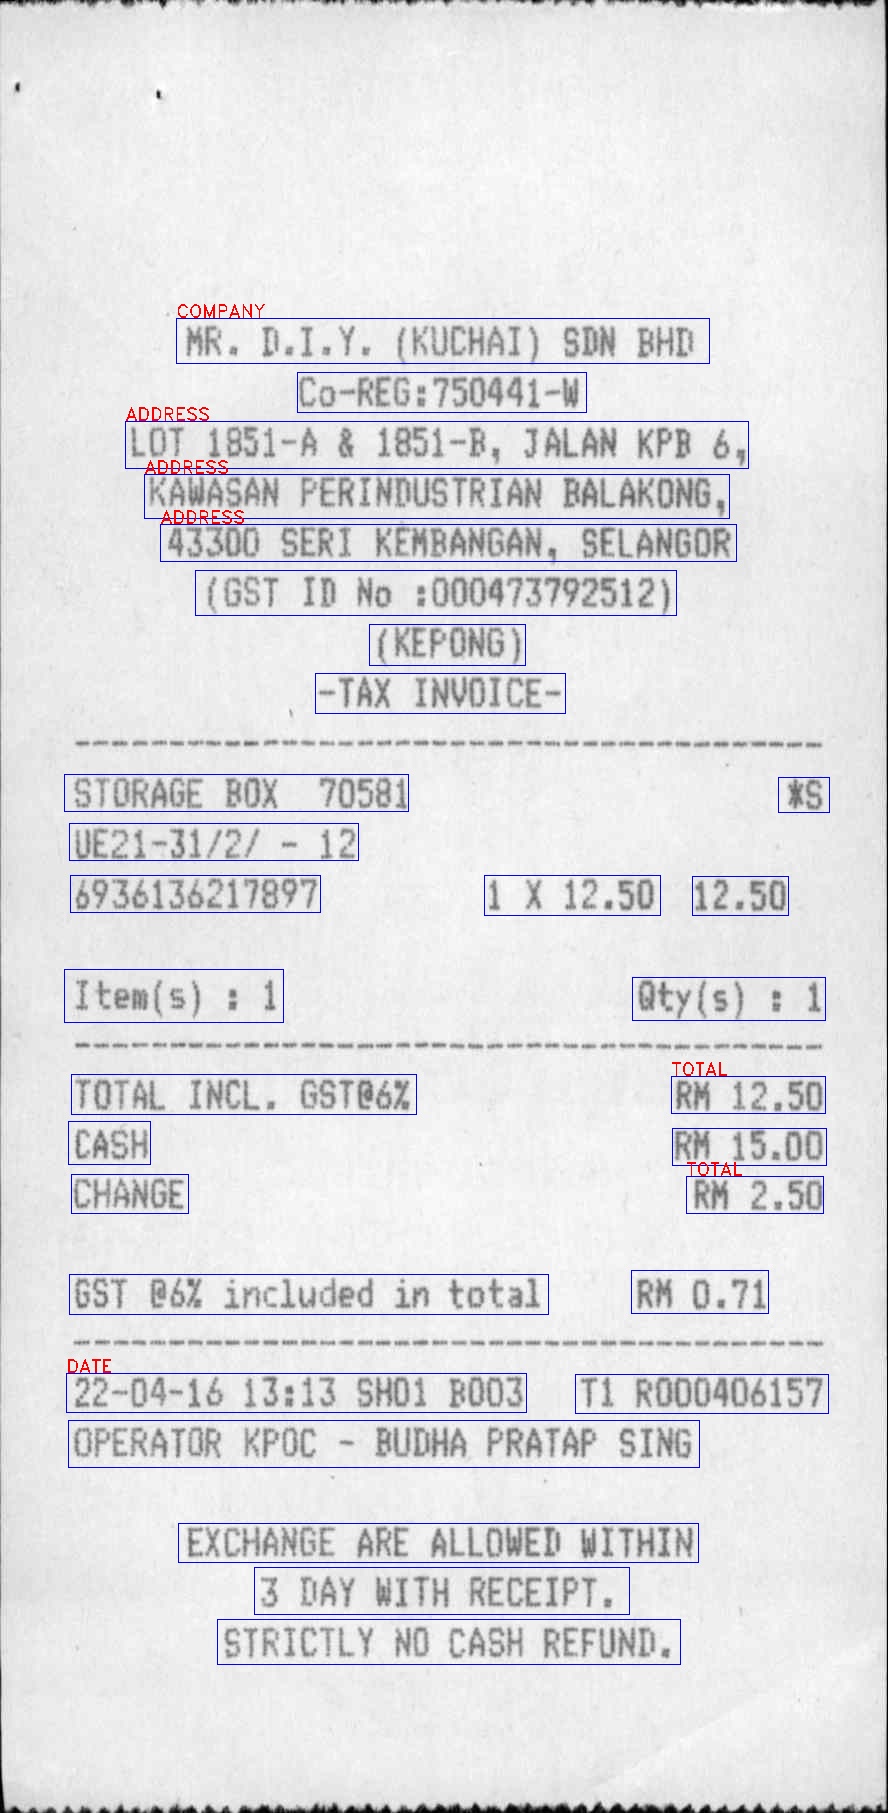 COMPANY
MR. D.I.Y. (KUCHAI) SDN BHD
Co-REG:750441-W
ADDRESS
LOT 1851-A & 1851-B, JALAN KPB 6,
ADDRESS
KAWASAN PERINDUSTRIAN BALAKONG,
ADDRESS
43300 SERI KEMBANGAN, SELANGOR
(GST ID No :000473792512)
(KEPONG)
-TAX INVOICE-
STORAGE BOX 70581 *S
UE21-31/2/ - 12
6936136217897 1 X 12.50 12.50
Item(s) : 1 Qty(s) : 1
TOTAL
TOTAL INCL. GST@6% RM 12.50
CASH RM 15.00
TOTAL
CHANGE RM 2.50
GST @6% included in total RM 0.71
DATE
22-04-16 13:13 SH01 B003 T1 R000406157
OPERATOR KPOC - BUDHA PRATAP SING
EXCHANGE ARE ALLOWED WITHIN
3 DAY WITH RECEIPT.
STRICTLY NO CASH REFUND.